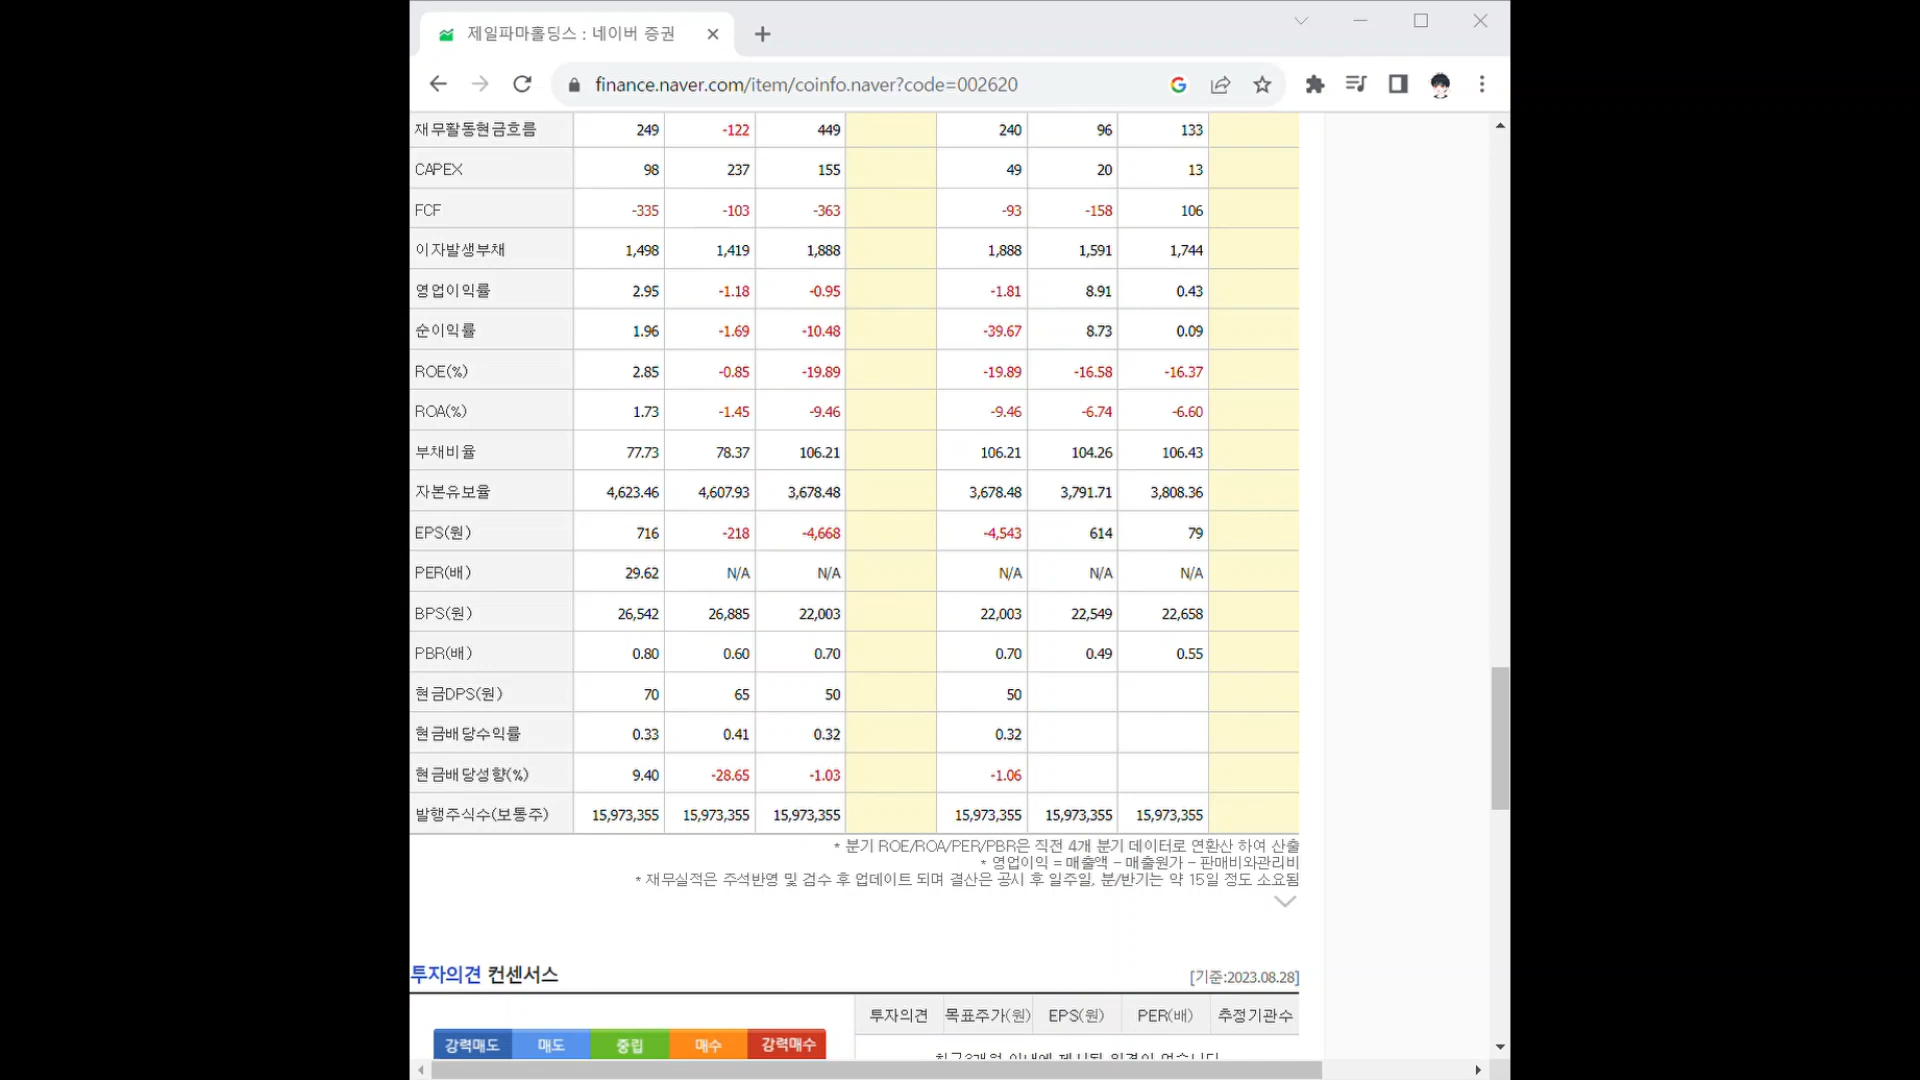 제일파마홀딩스 : 네이버 증권
finance.naver.com/item/coinfo.naver?code=002620
재무활동현금흐름 249 -122 449 240 96 133
CAPEX 98 237 155 49 20 13
FCF -335 -103 -363 -93 -158 106
이자발생부채 1,498 1,419 1,888 1,888 1,591 1,744
영업이익률 2.95 -1.18 -0.95 -1.81 8.91 0.43
순이익률 1.96 -1.69 -10.48 -39.67 8.73 0.09
ROE(%) 2.85 -0.85 -19.89 -19.89 -16.58 -16.37
ROA(%) 1.73 -1.45 -9.46 -9.46 -6.74 -6.60
부채비율 77.73 78.37 106.21 106.21 104.26 106.43
자본유보율 4,623.46 4,607.93 3,678.48 3,678.48 3,791.71 3,808.36
EPS(원) 716 -218 -4,668 -4,543 614 79
PER(배) 29.62 N/A N/A N/A N/A N/A
BPS(원) 26,542 26,885 22,003 22,003 22,549 22,658
PBR(배) 0.80 0.60 0.70 0.70 0.49 0.55
현금DPS(원) 70 65 50 50
현금배당수익률 0.33 0.41 0.32 0.32
현금배당성향(%) 9.40 -28.65 -1.03 -1.06
발행주식수(보통주) 15,973,355 15,973,355 15,973,355 15,973,355 15,973,355 15,973,355
* 분기 ROE/ROA/PER/PBR은 직전 4개 분기 데이터로 연환산 하여 산출
* 영업이익 = 매출액 - 매출원가 - 판매비와관리비
* 재무실적은 주석반영 및 검수 후 업데이트 되며 결산은 공시 후 일주일, 분/반기는 약 15일 정도 소요됨
투자의견 컨센서스 [기준:2023.08.28]
투자의견 목표주가(원) EPS(원) PER(배) 추정기관수
강력매도 매도 중립 매수 강력매수